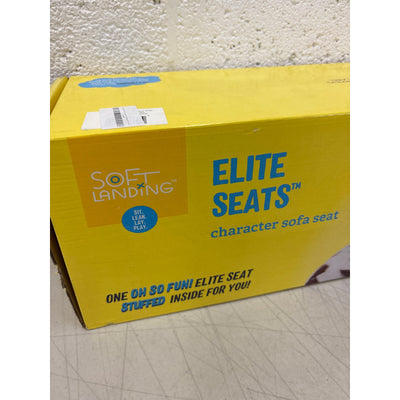 SOFT
LANDING™
SIT.
LEAN.
LAY.
PLAY.
ELITE
SEATS™
character sofa seat
ONE OH SO FUN! ELITE SEAT
STUFFED INSIDE FOR YOU!